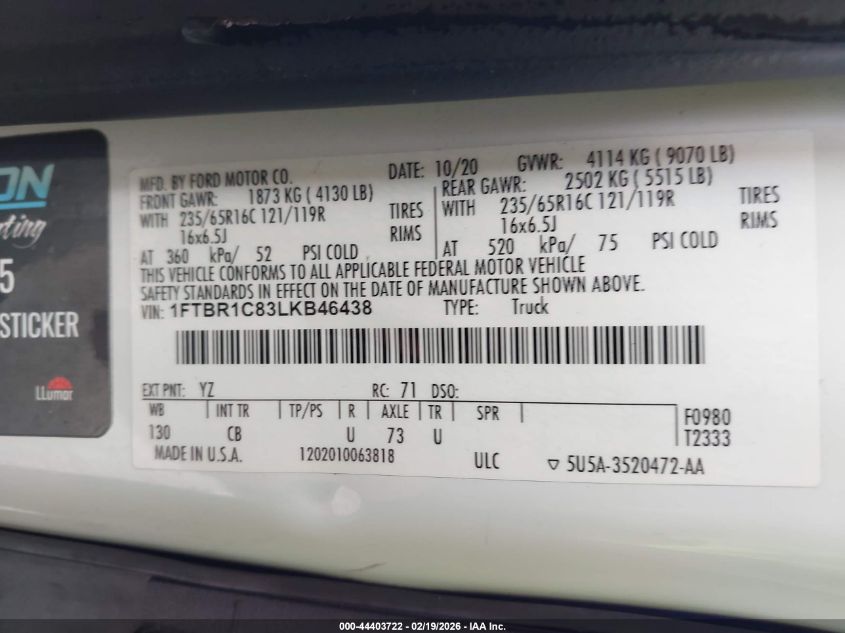 ON
rting
5
STICKER
LLumar
MFD. BY FORD MOTOR CO. DATE: 10/20 GVWR: 4114 KG ( 9070 LB)
FRONT GAWR: 1873 KG ( 4130 LB) REAR GAWR: 2502 KG ( 5515 LB)
WITH 235/65R16C 121/119R TIRES WITH 235/65R16C 121/119R TIRES
16x6.5J RIMS 16x6.5J RIMS
AT 360 kPa/ 52 PSI COLD AT 520 kPa/ 75 PSI COLD
THIS VEHICLE CONFORMS TO ALL APPLICABLE FEDERAL MOTOR VEHICLE
SAFETY STANDARDS IN EFFECT ON THE DATE OF MANUFACTURE SHOWN ABOVE.
VIN: 1FTBR1C83LKB46438 TYPE: Truck
EXT PNT: YZ RC: 71 DSO:
WB INT TR TP/PS R AXLE TR SPR F0980
130 CB U 73 U T2333
MADE IN U.S.A. 1202010063818 ULC ▽ 5U5A-3520472-AA
000-44403722 - 02/19/2026 - IAA Inc.